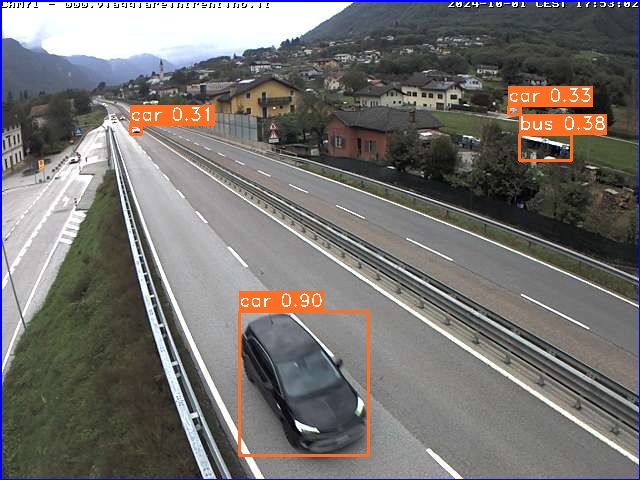 CAM71 - www.viaggiareintrentino.it
2024-10-01 CEST 17:53:02
car 0.33
car 0.31
bus 0.38
car 0.90